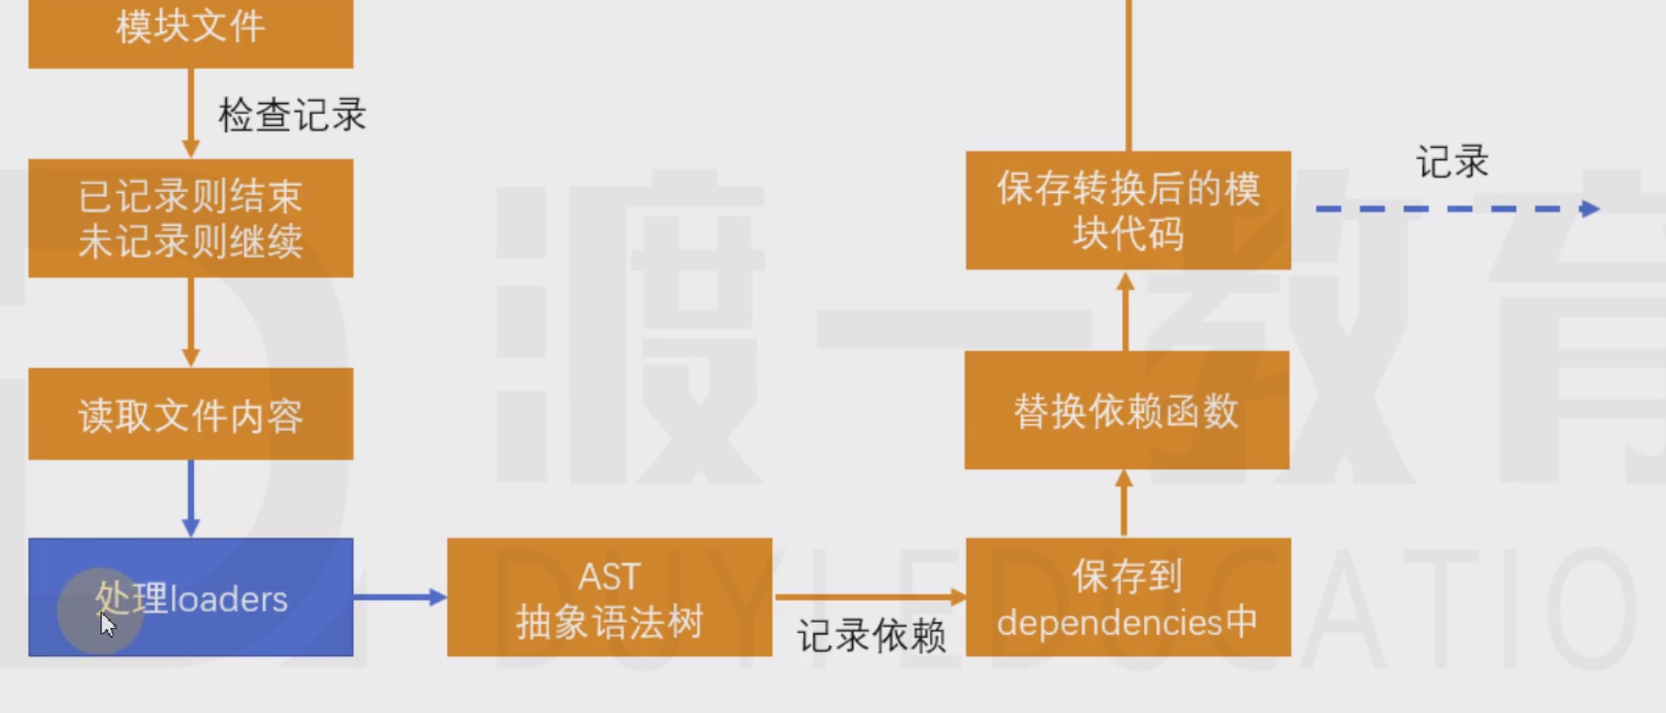 模块文件
检查记录
已记录则结束
未记录则继续
读取文件内容
处理loaders
AST
抽象语法树
记录依赖
保存到
dependencies中
替换依赖函数
保存转换后的模
块代码
记录
渡一教育
DUYI EDUCATIO